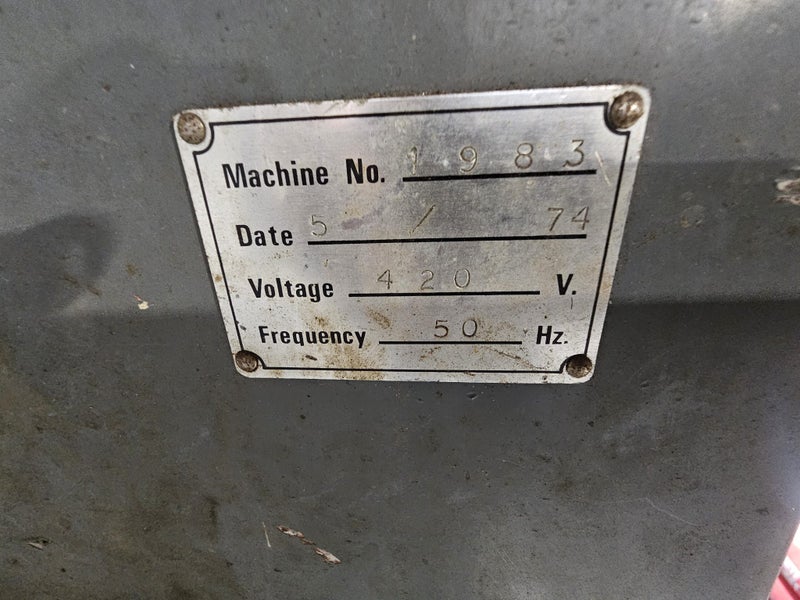 Machine No. 1983
Date 5 / 74
Voltage 420 V.
Frequency 50 Hz.